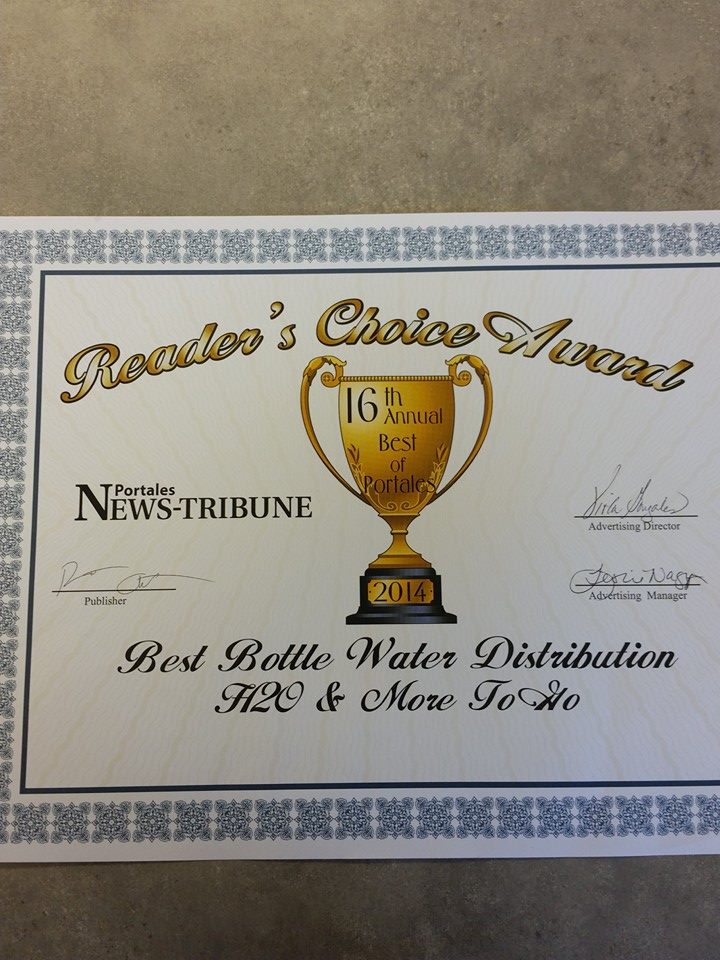 Reader's Choice Award
16th
Annual
Best
of
Portales
Portales
NEWS-TRIBUNE
Advertising Director
Publisher
Advertising Manager
2014
Best Bottle Water Distribution
H2O & More To Go